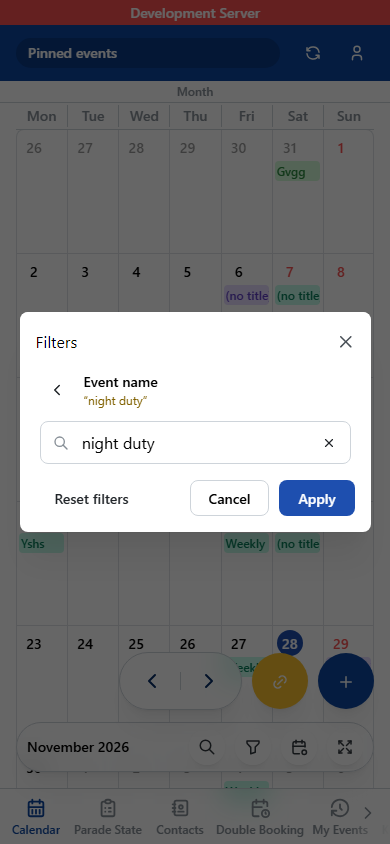 Development Server
Pinned events
Month
Mon Tue Wed Thu Fri Sat Sun
26 27 28 29 30 31 1
Gvgg
2 3 4 5 6 7 8
(no title (no title
Filters
Event name
“night duty”
night duty
Reset filters Cancel Apply
Yshs Weekly (no title
23 24 25 26 27 28 29
November 2026
Calendar Parade State Contacts Double Booking My Events